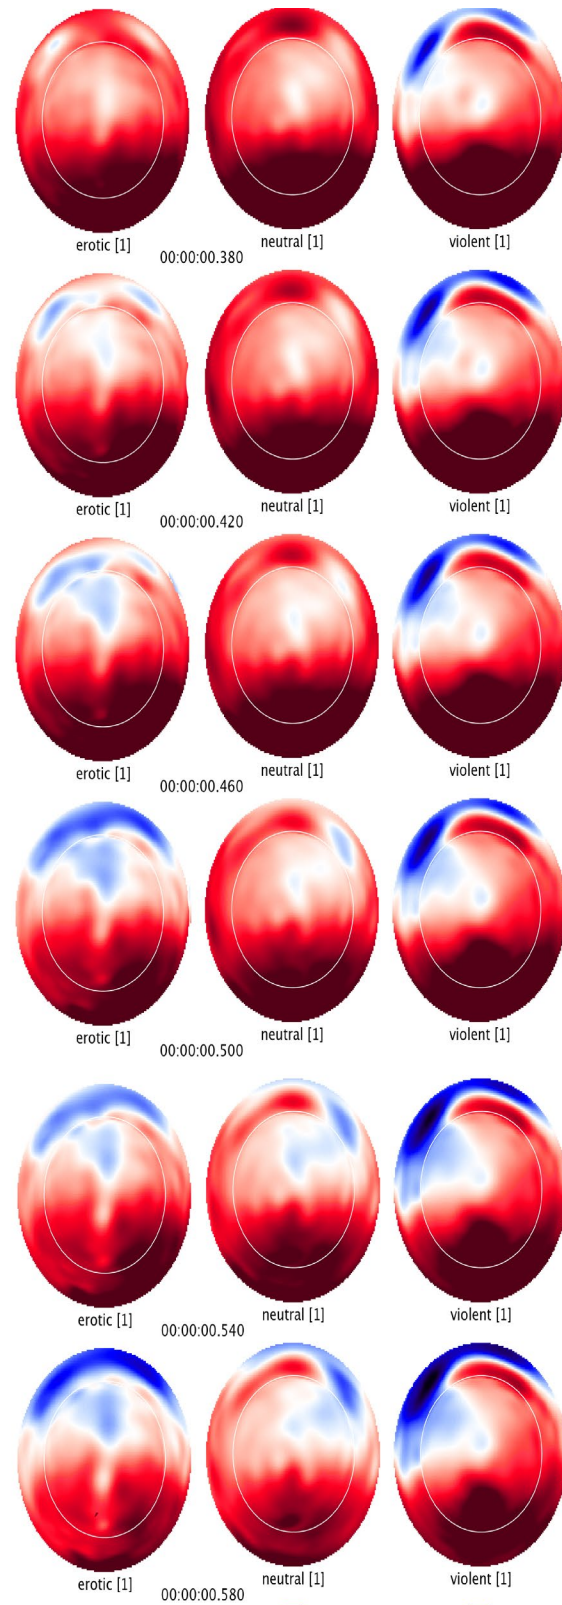 erotic [1] neutral [1] violent [1]
00:00:00.380
erotic [1] neutral [1] violent [1]
00:00:00.420
erotic [1] neutral [1] violent [1]
00:00:00.460
erotic [1] neutral [1] violent [1]
00:00:00.500
erotic [1] neutral [1] violent [1]
00:00:00.540
erotic [1] neutral [1] violent [1]
00:00:00.580